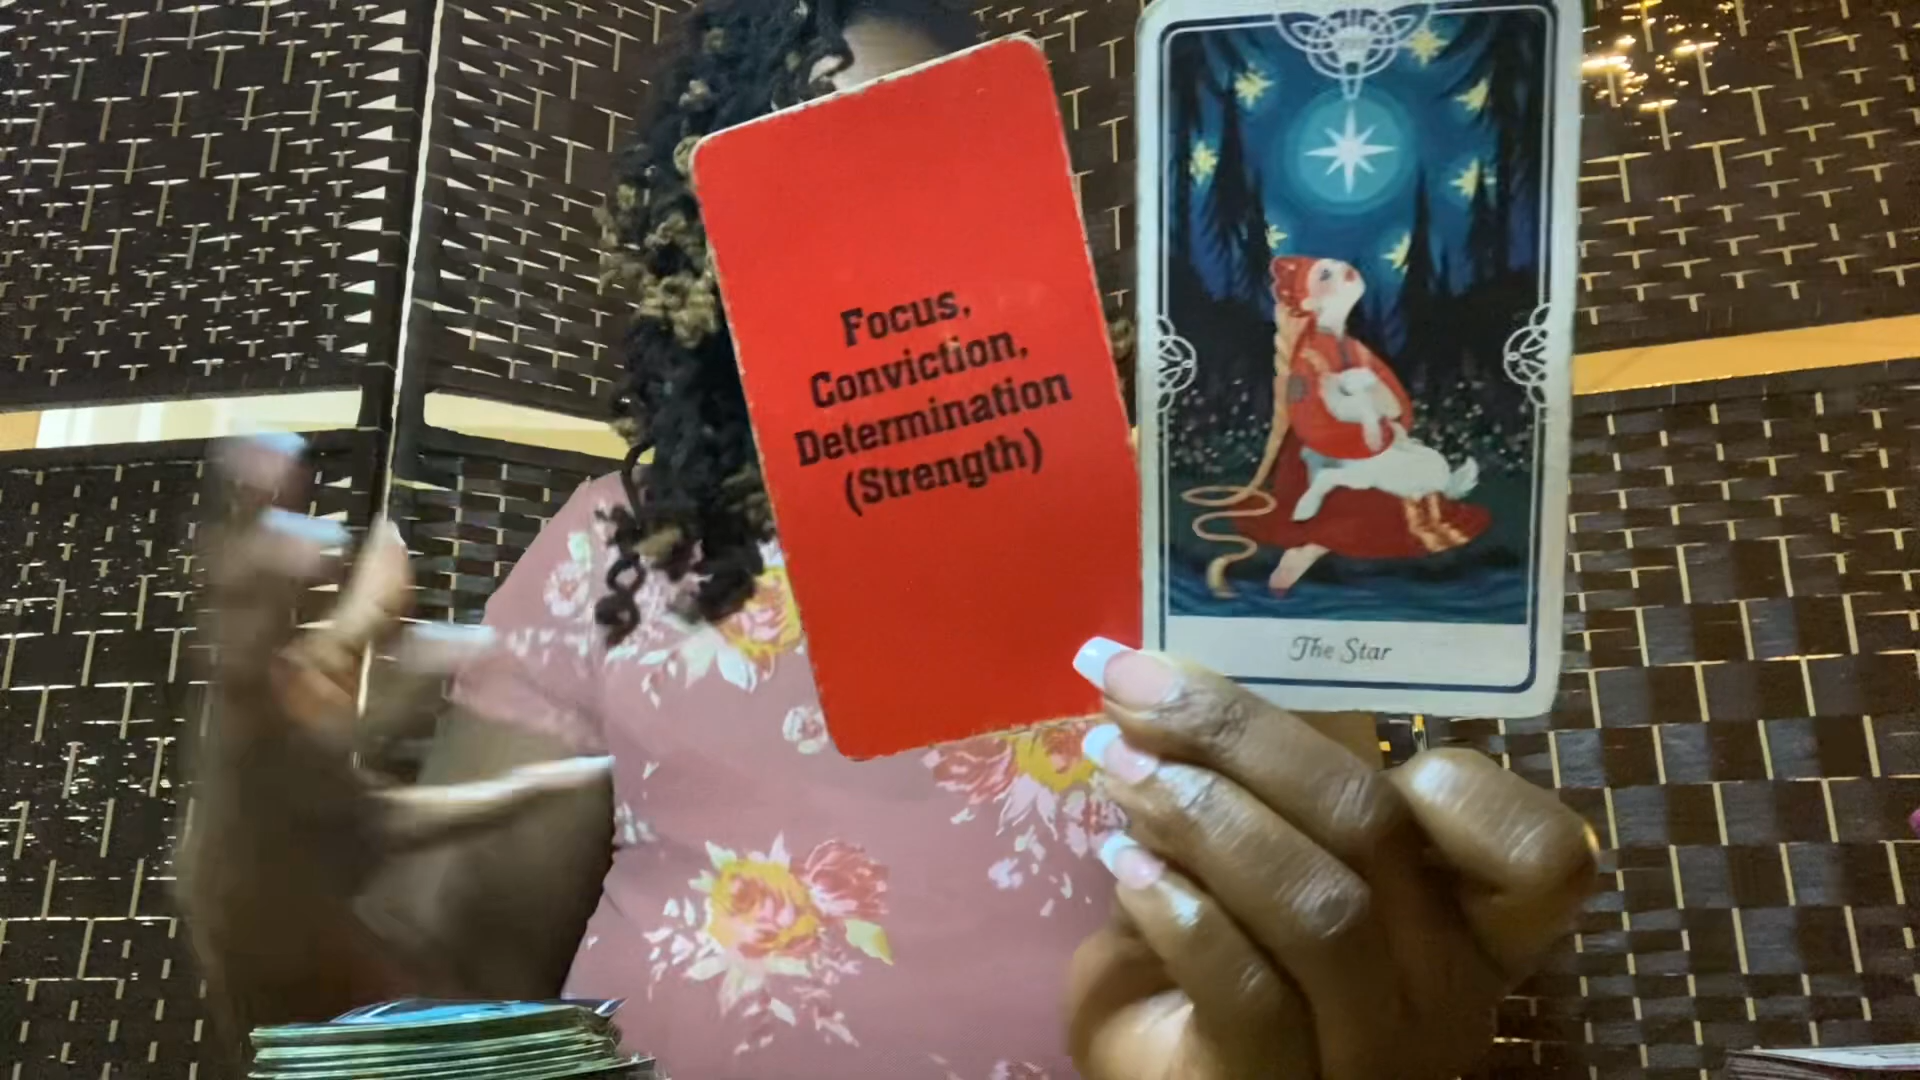 Focus,
Conviction,
Determination
(Strength)
The Star